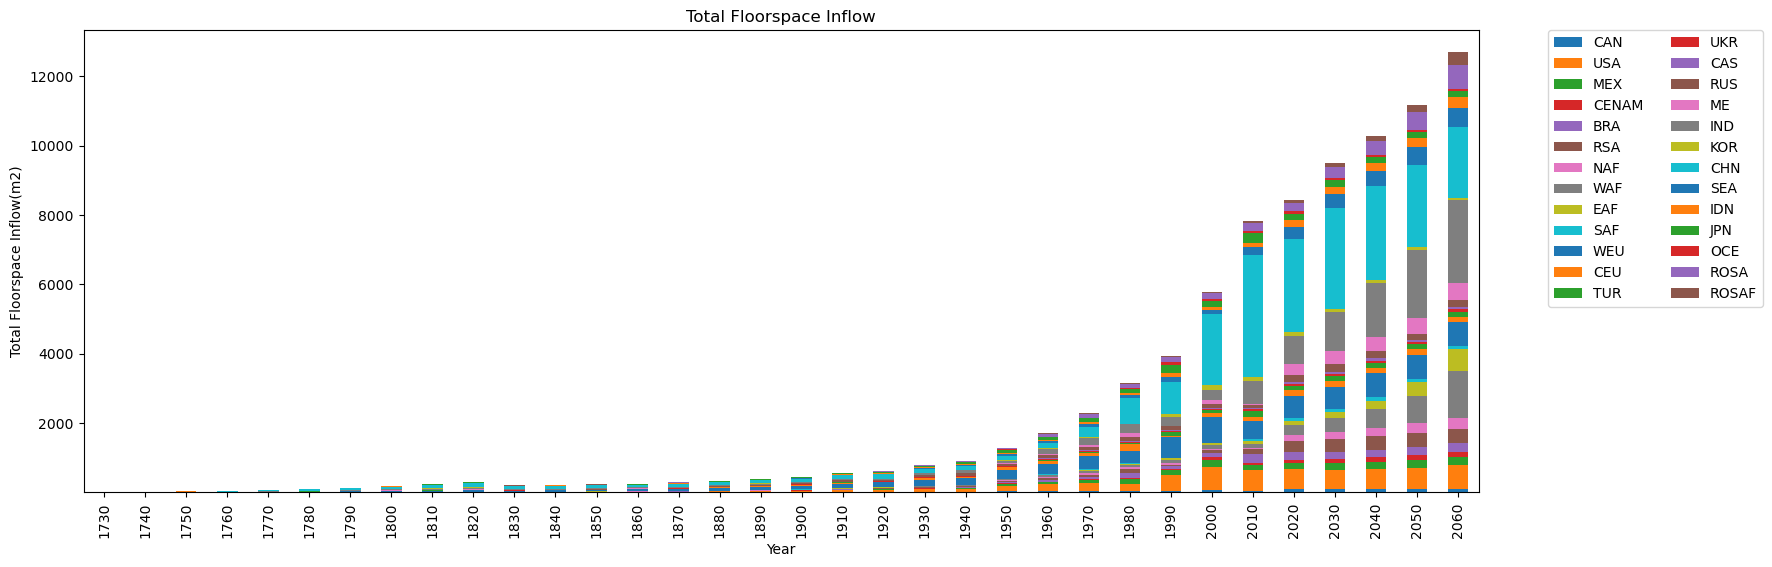 Total Floorspace Inflow
12000
10000
8000
6000
4000
2000
Total Floorspace Inflow(m2)
1730 1740 1750 1760 1770 1780 1790 1800 1810 1820 1830 1840 1850 1860 1870 1880 1890 1900 1910 1920 1930 1940 1950 1960 1970 1980 1990 2000 2010 2020 2030 2040 2050 2060
Year
CAN
USA
MEX
CENAM
BRA
RSA
NAF
WAF
EAF
SAF
WEU
CEU
TUR
UKR
CAS
RUS
ME
IND
KOR
CHN
SEA
IDN
JPN
OCE
ROSA
ROSAF